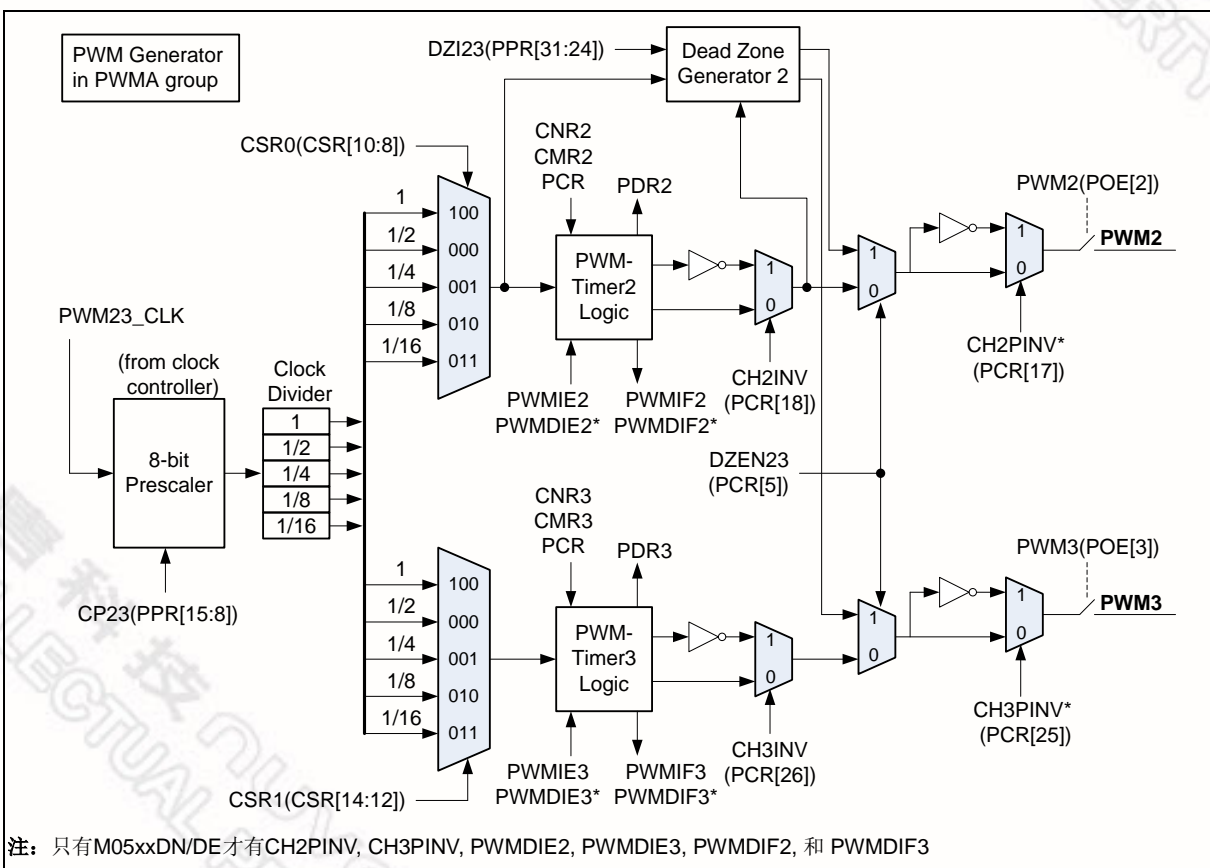 PWM Generator
in PWMA group
DZI23(PPR[31:24])
Dead Zone
Generator 2
CSR0(CSR[10:8])
CNR2
CMR2
PCR
PDR2
PWM2(POE[2])
1
1/2
1/4
1/8
1/16
100
000
001
010
011
PWM-
Timer2
Logic
1
0
1
0
1
0
PWM2
PWM23_CLK
(from clock
controller)
Clock
Divider
8-bit
Prescaler
1
1/2
1/4
1/8
1/16
PWMIE2
PWMDIE2*
PWMIF2
PWMDIF2*
CH2INV
(PCR[18])
CH2PINV*
(PCR[17])
DZEN23
(PCR[5])
CP23(PPR[15:8])
CNR3
CMR3
PCR
PDR3
PWM3(POE[3])
1
1/2
1/4
1/8
1/16
100
000
001
010
011
PWM-
Timer3
Logic
1
0
1
0
1
0
PWM3
PWMIE3
PWMDIE3*
PWMIF3
PWMDIF3*
CH3INV
(PCR[26])
CH3PINV*
(PCR[25])
CSR1(CSR[14:12])
注：只有M05xxDN/DE才有CH2PINV, CH3PINV, PWMDIE2, PWMDIE3, PWMDIF2, 和 PWMDIF3